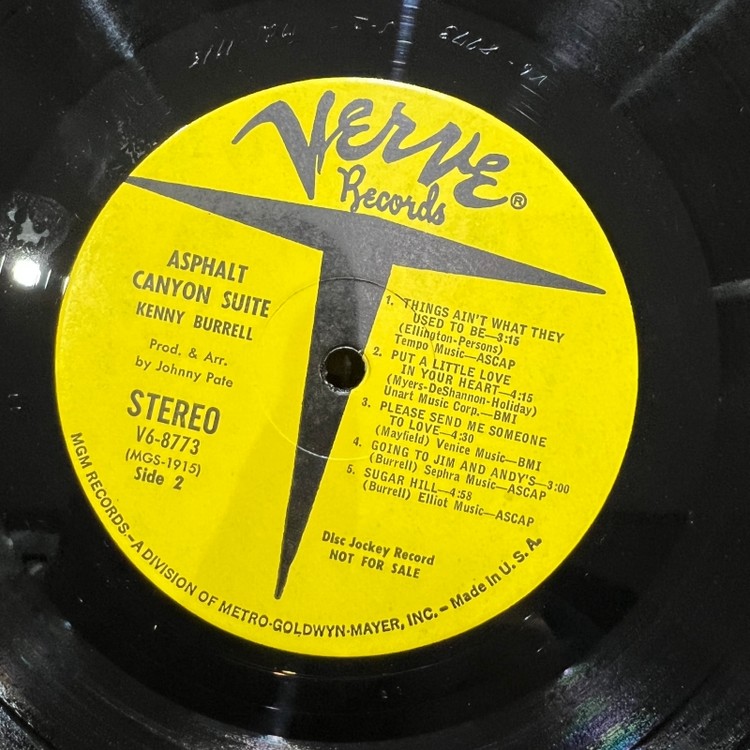 VERVE®
Records
ASPHALT
CANYON SUITE
KENNY BURRELL
Prod. & Arr.
by Johnny Pate
STEREO
V6-8773
(MGS-1915)
Side 2
1. THINGS AIN'T WHAT THEY
USED TO BE—3:15
(Ellington-Persons)
Tempo Music—ASCAP
2. PUT A LITTLE LOVE
IN YOUR HEART—4:15
(Myers-DeShannon-Holiday)
Unart Music Corp.—BMI
3. PLEASE SEND ME SOMEONE
TO LOVE—4:30
(Mayfield) Venice Music—BMI
4. GOING TO JIM AND ANDY'S—3:00
(Burrell) Sephra Music—ASCAP
5. SUGAR HILL—4:58
(Burrell) Elliot Music—ASCAP
Disc Jockey Record
NOT FOR SALE
MGM RECORDS.—A DIVISION OF METRO-GOLDWYN-MAYER, INC. – Made in U. S. A.